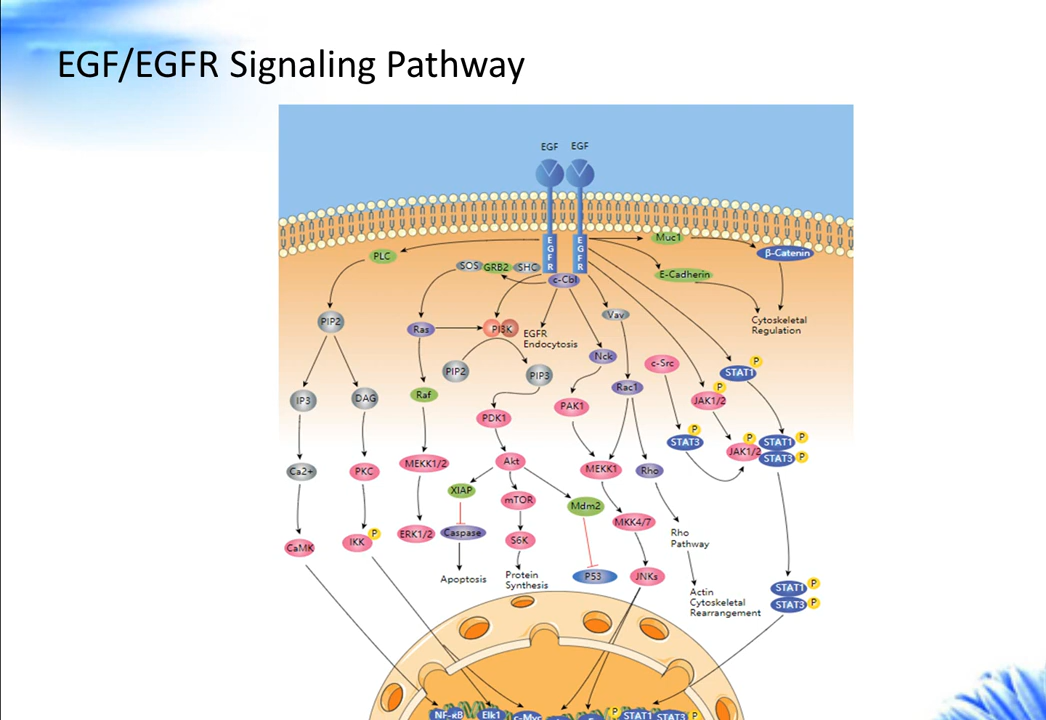 EGF/EGFR Signaling Pathway
EGF EGF
EGFR EGFR
Muc1
β-Catenin
PLC
SOS GRB2 SHC
c-Cbl
E-Cadherin
PIP2
Ras
PI3K
EGFR
Endocytosis
Vav
Cytoskeletal
Regulation
PIP2
PIP3
Nck
c-Src
STAT1 P
IP3
DAG
Raf
PDK1
PAK1
Rac1
P
JAK1/2
P
STAT3
P
JAK1/2
STAT1 P
STAT3 P
Ca2+
PKC
MEKK1/2
Akt
MEKK1
Rho
XIAP
mTOR
Mdm2
MKK4/7
CaMK
IKK P
ERK1/2
Caspase
S6K
Rho
Pathway
Apoptosis
Protein
Synthesis
P53
JNKs
Actin
Cytoskeletal
Rearrangement
STAT1 P
STAT3 P
NF-κB
Elk1
c-Myc
P STAT1 STAT3 P